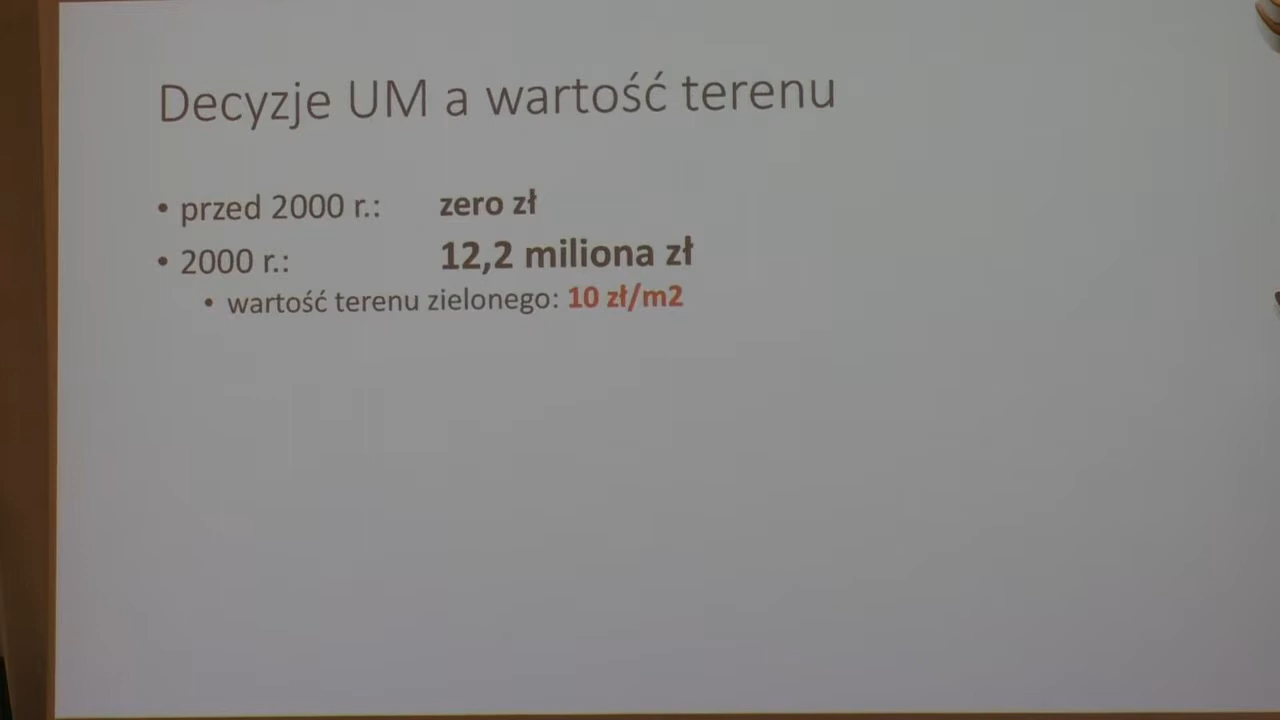 Decyzje UM a wartość terenu
• przed 2000 r.: zero zł
• 2000 r.: 12,2 miliona zł
• wartość terenu zielonego: 10 zł/m2